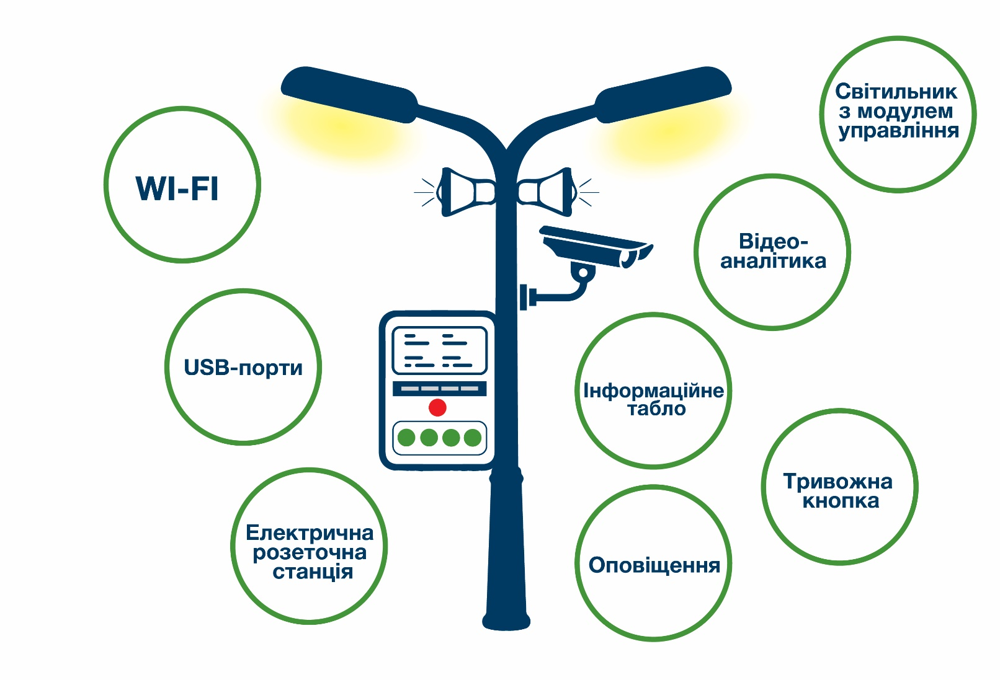 WI-FI
USB-порти
Електрична
розеточна
станція
Світильник
з модулем
управління
Відео-
аналітика
Інформаційне
табло
Тривожна
кнопка
Оповіщення